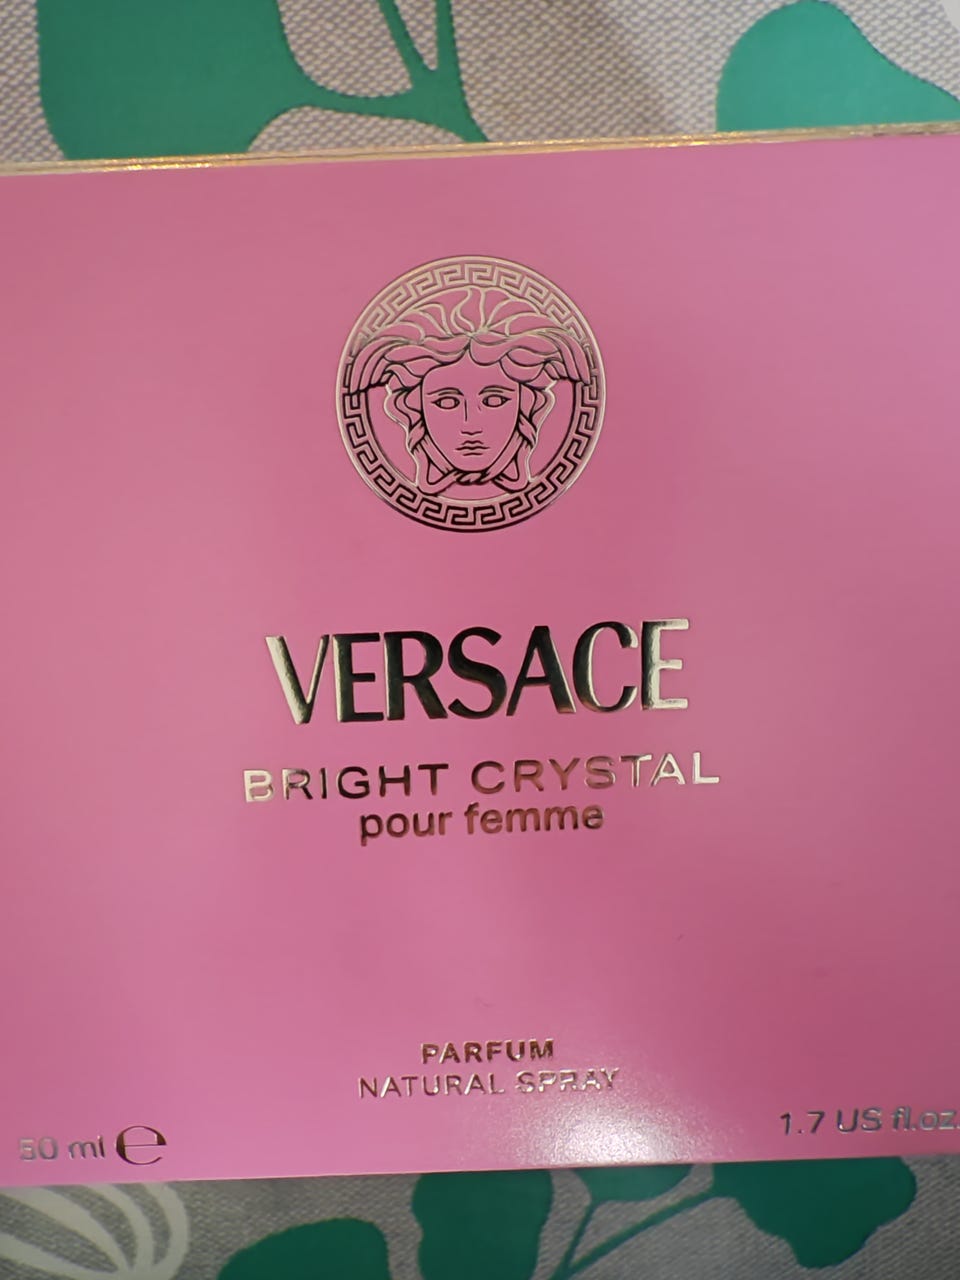 VERSACE
BRIGHT CRYSTAL
pour femme
PARFUM
NATURAL SPRAY
50 ml ℮
1.7 US fl.oz.